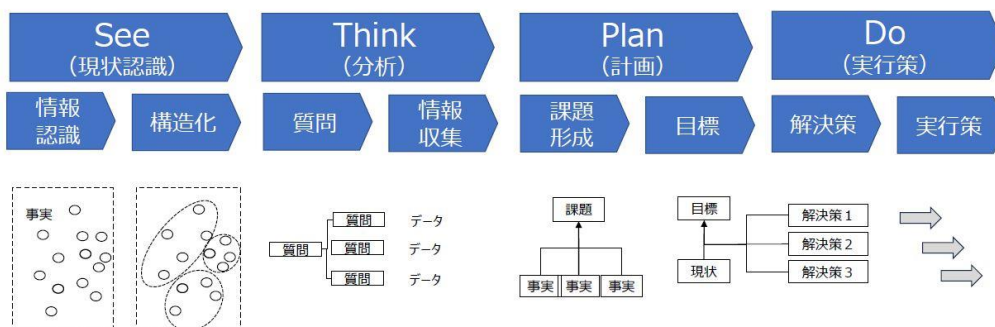 See
(現状認識)
Think
(分析)
Plan
(計画)
Do
(実行策)
情報
認識
構造化
質問
情報
収集
課題
形成
目標
解決策
実行策
事実
質問
質問
質問
質問
データ
データ
データ
課題
事実
事実
事実
目標
現状
解決策1
解決策2
解決策3